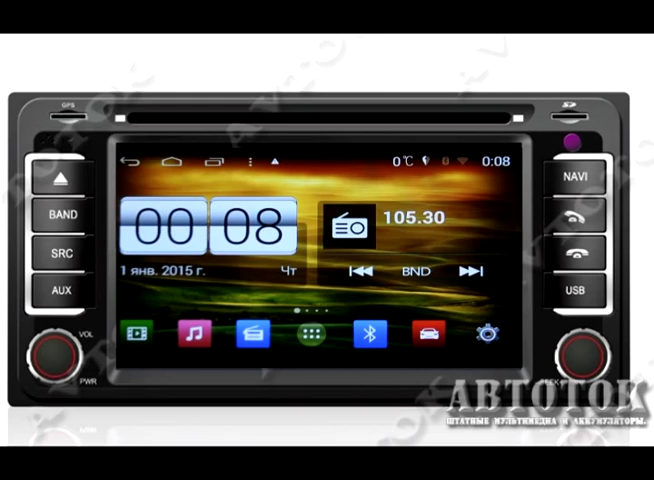 GPS
SD
0°C 0:08
NAVI
BAND
SRC
AUX
USB
00 08
105.30
1 янв. 2015 г. Чт
BND
VOL
PWR
АВТОТОК
ШТАТНЫЕ МУЛЬТИМЕДИА И АККУМУЛЯТОРЫ.